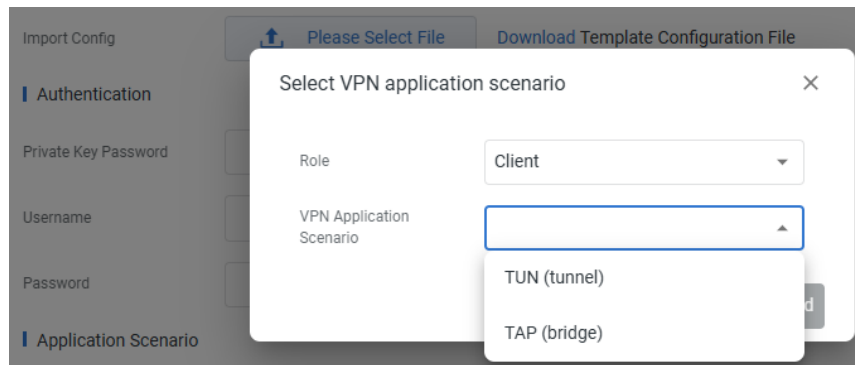 Import Config
Please Select File
Download Template Configuration File
Select VPN application scenario
Authentication
Role
Client
Private Key Password
VPN Application
Scenario
Username
TUN (tunnel)
Password
d
TAP (bridge)
Application Scenario